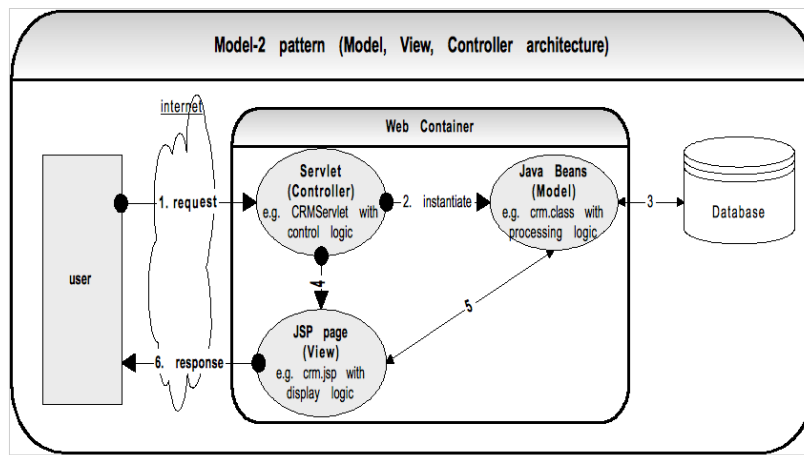 Model-2 pattern (Model, View, Controller architecture)
internet
Web Container
Servlet
(Controller)
e.g. CRMServlet with
control logic
Java Beans
(Model)
e.g. crm.class with
processing logic
1. request
2. instantiate
3
Database
user
4
5
JSP page
(View)
e.g. crm.jsp with
display logic
6. response